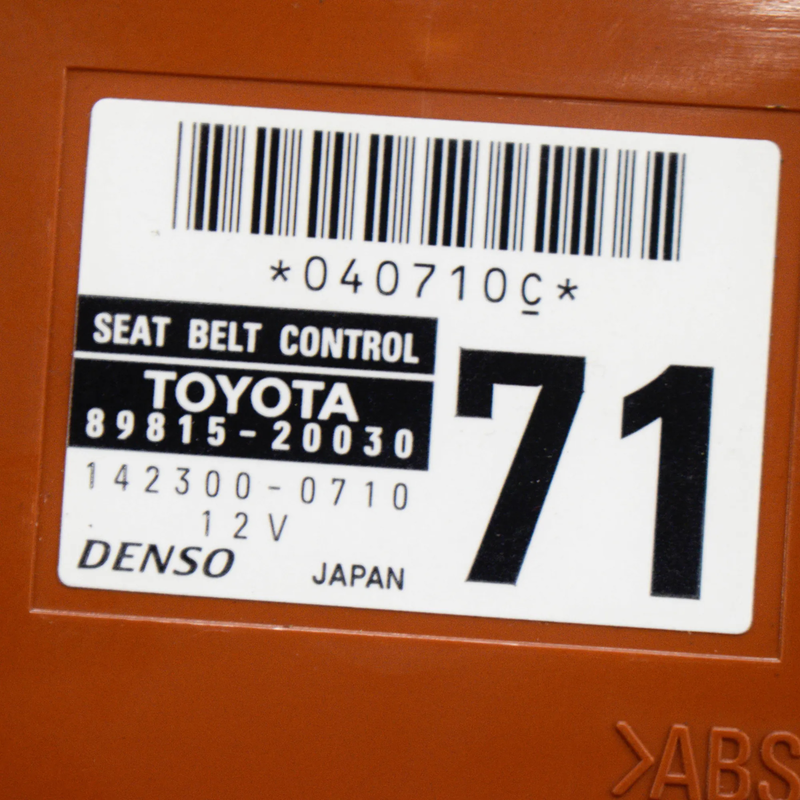 *040710C*
SEAT BELT CONTROL
TOYOTA
89815-20030
71
142300-0710
12V
DENSO JAPAN
>ABS